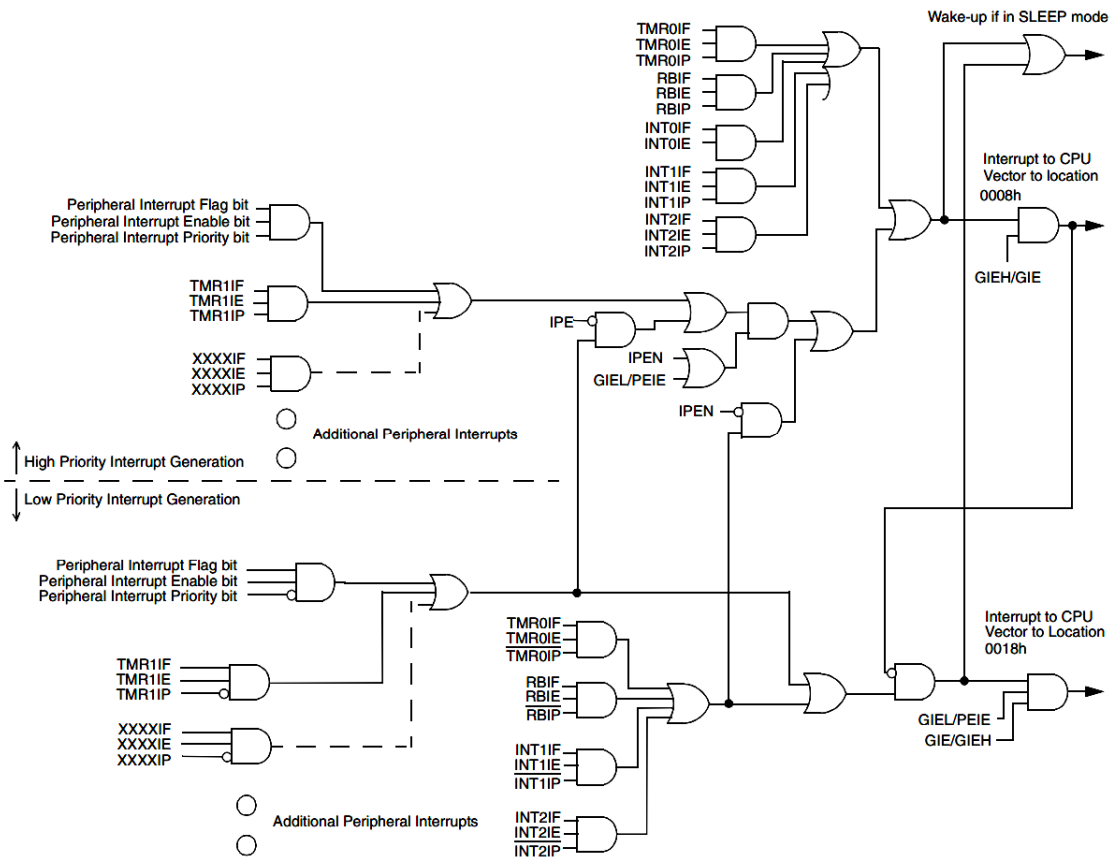 Wake-up if in SLEEP mode
TMR0IF
TMR0IE
TMR0IP
RBIF
RBIE
RBIP
INT0IF
INT0IE
INT1IF
INT1IE
INT1IP
INT2IF
INT2IE
INT2IP
Interrupt to CPU
Vector to location
0008h
GIEH/GIE
Peripheral Interrupt Flag bit
Peripheral Interrupt Enable bit
Peripheral Interrupt Priority bit
TMR1IF
TMR1IE
TMR1IP
XXXXIF
XXXXIE
XXXXIP
IPE
IPEN
GIEL/PEIE
IPEN
Additional Peripheral Interrupts
High Priority Interrupt Generation
Low Priority Interrupt Generation
Peripheral Interrupt Flag bit
Peripheral Interrupt Enable bit
Peripheral Interrupt Priority bit
TMR1IF
TMR1IE
TMR1IP
XXXXIF
XXXXIE
XXXXIP
Additional Peripheral Interrupts
TMR0IF
TMR0IE
TMR0IP
RBIF
RBIE
RBIP
INT1IF
INT1IE
INT1IP
INT2IF
INT2IE
INT2IP
Interrupt to CPU
Vector to Location
0018h
GIEL/PEIE
GIE/GIEH